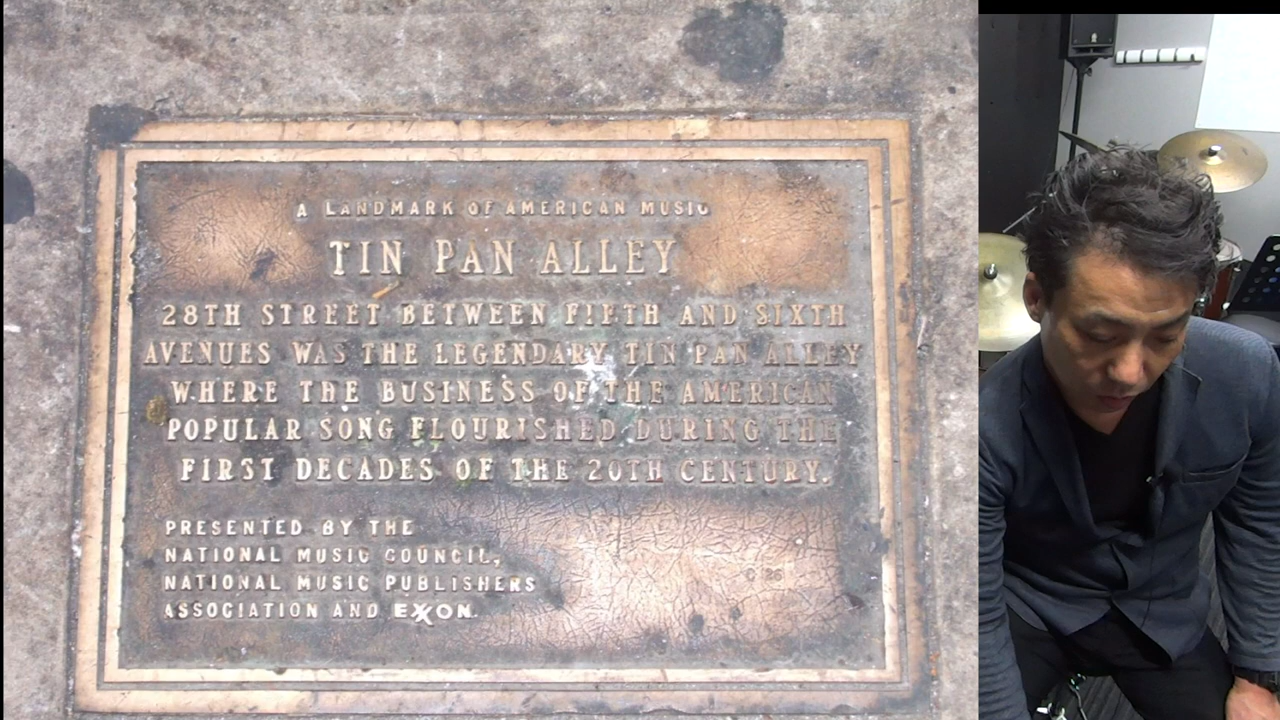 A LANDMARK OF AMERICAN MUSIC
TIN PAN ALLEY
28TH STREET BETWEEN FIFTH AND SIXTH
AVENUES WAS THE LEGENDARY TIN PAN ALLEY
WHERE THE BUSINESS OF THE AMERICAN
POPULAR SONG FLOURISHED DURING THE
FIRST DECADES OF THE 20TH CENTURY.
PRESENTED BY THE
NATIONAL MUSIC COUNCIL,
NATIONAL MUSIC PUBLISHERS
ASSOCIATION AND EXXON.